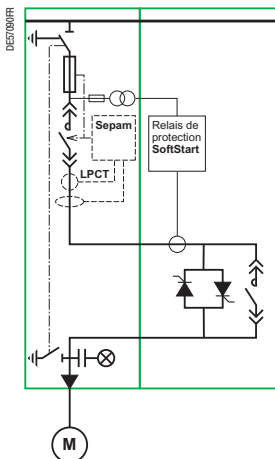 DE57090FR
Sepam
Relais de
protection
SoftStart
LPCT
M